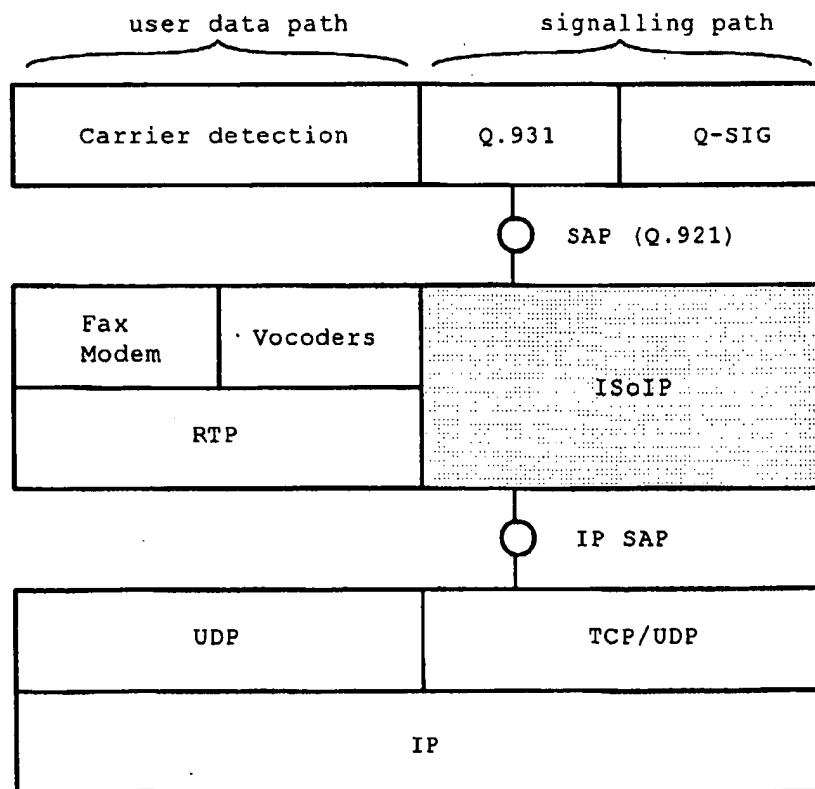 user data path
signalling path
Carrier detection
Q.931
Q-SIG
SAP (Q.921)
Fax
Modem
Vocoders
ISoIP
RTP
IP SAP
UDP
TCP/UDP
IP